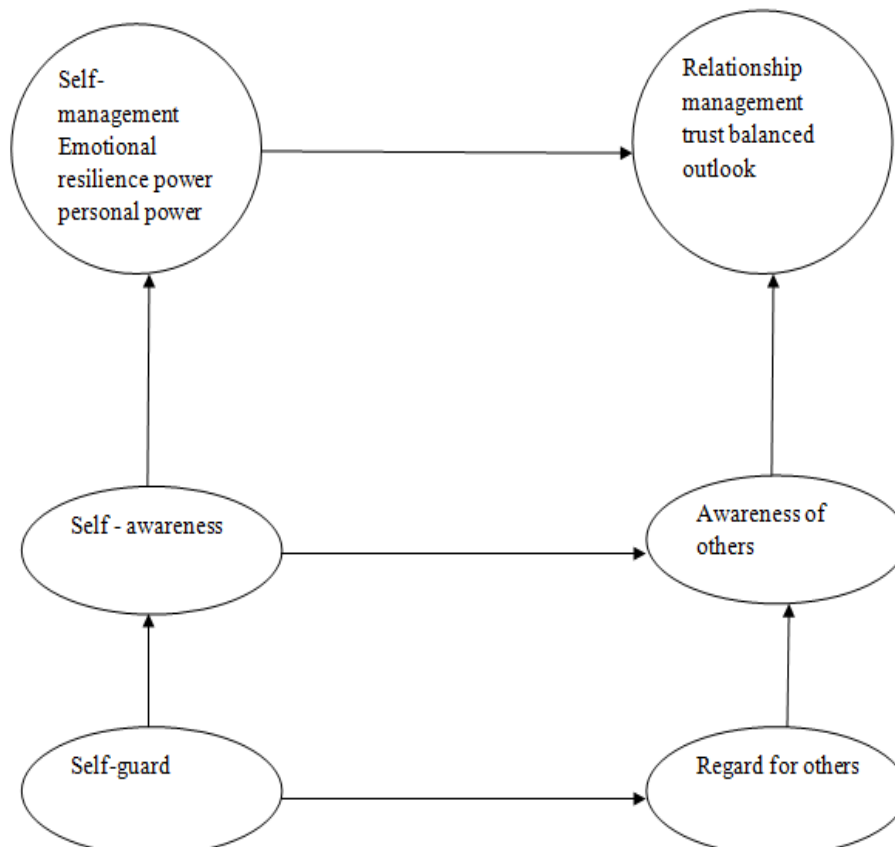 Self-
management
Emotional
resilience power
personal power
Relationship
management
trust balanced
outlook
Self - awareness
Awareness of
others
Self-guard
Regard for others